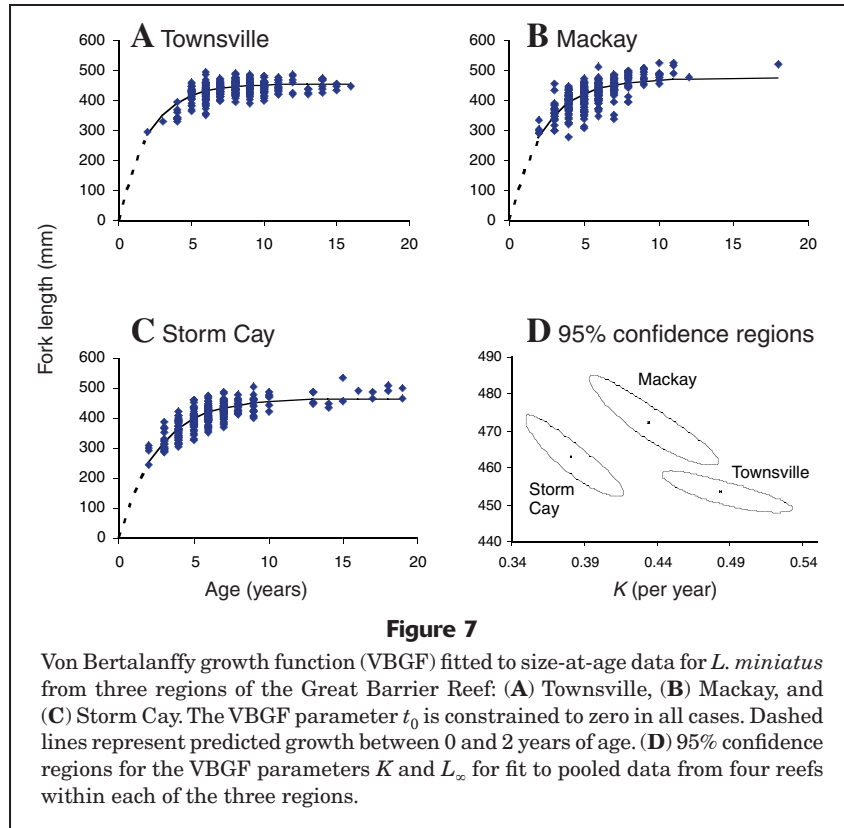 A Townsville
600
500
400
300
200
100
0
0 5 10 15 20
B Mackay
600
500
400
300
200
100
0
0 5 10 15 20
Fork length (mm)
C Storm Cay
600
500
400
300
200
100
0
0 5 10 15 20
Age (years)
D 95% confidence regions
490
480
470
460
450
440
Mackay
Storm
Cay
Townsville
0.34 0.39 0.44 0.49 0.54
K (per year)
Figure 7
Von Bertalanffy growth function (VBGF) fitted to size-at-age data for L. miniatus
from three regions of the Great Barrier Reef: (A) Townsville, (B) Mackay, and
(C) Storm Cay. The VBGF parameter t₀ is constrained to zero in all cases. Dashed
lines represent predicted growth between 0 and 2 years of age. (D) 95% confidence
regions for the VBGF parameters K and L∞ for fit to pooled data from four reefs
within each of the three regions.